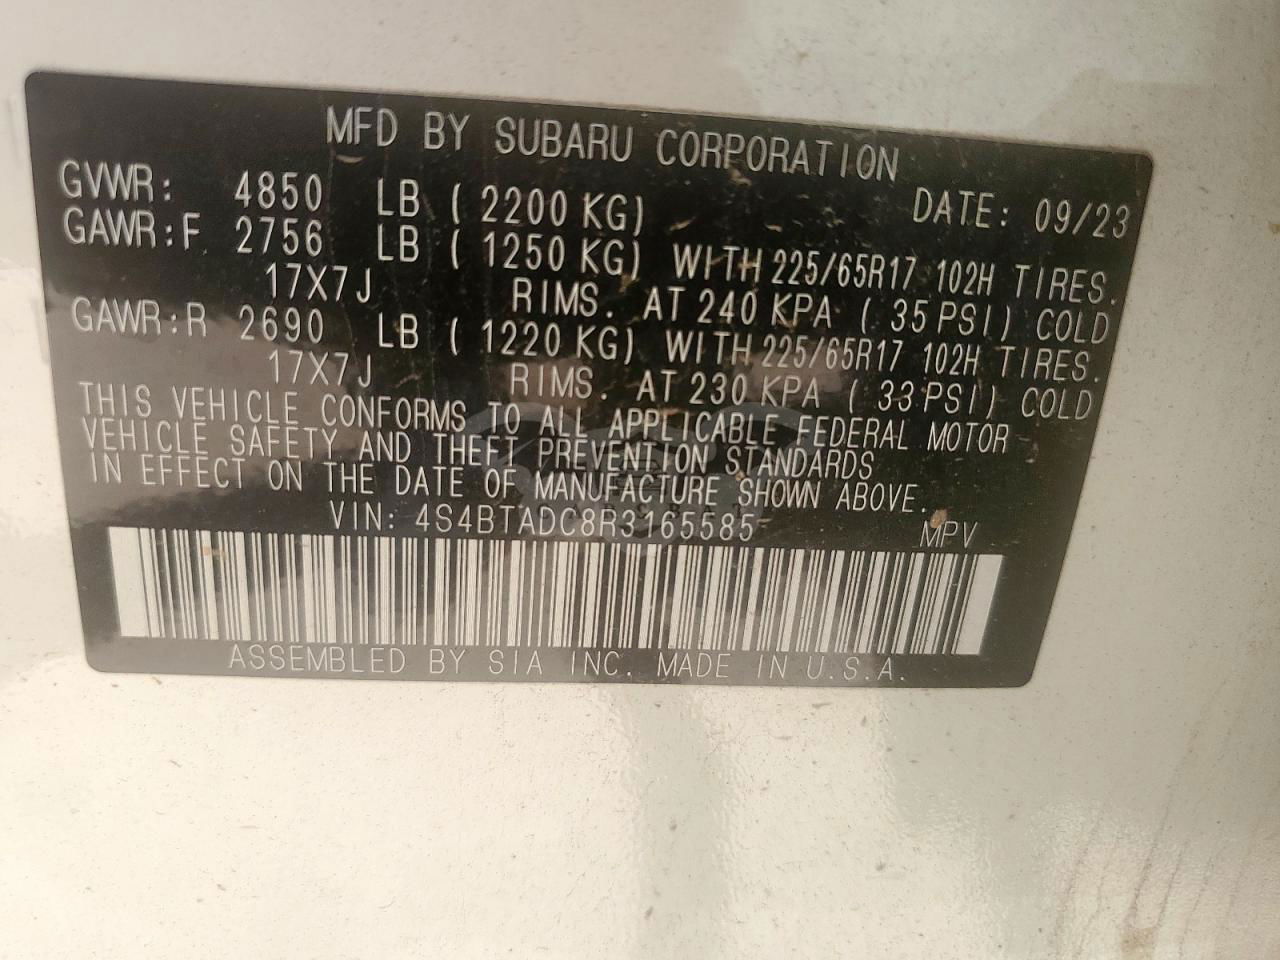 MFD BY SUBARU CORPORATION
GVWR: 4850 LB ( 2200 KG) DATE: 09/23
GAWR:F 2756 LB ( 1250 KG) WITH 225/65R17 102H TIRES.
17X7J RIMS. AT 240 KPA ( 35 PSI) COLD
GAWR:R 2690 LB ( 1220 KG) WITH 225/65R17 102H TIRES.
17X7J RIMS. AT 230 KPA ( 33 PSI) COLD
THIS VEHICLE CONFORMS TO ALL APPLICABLE FEDERAL MOTOR
VEHICLE SAFETY AND THEFT PREVENTION STANDARDS
IN EFFECT ON THE DATE OF MANUFACTURE SHOWN ABOVE.
VIN: 4S4BTADC8R3165585 MPV
ASSEMBLED BY SIA INC. MADE IN U.S.A.